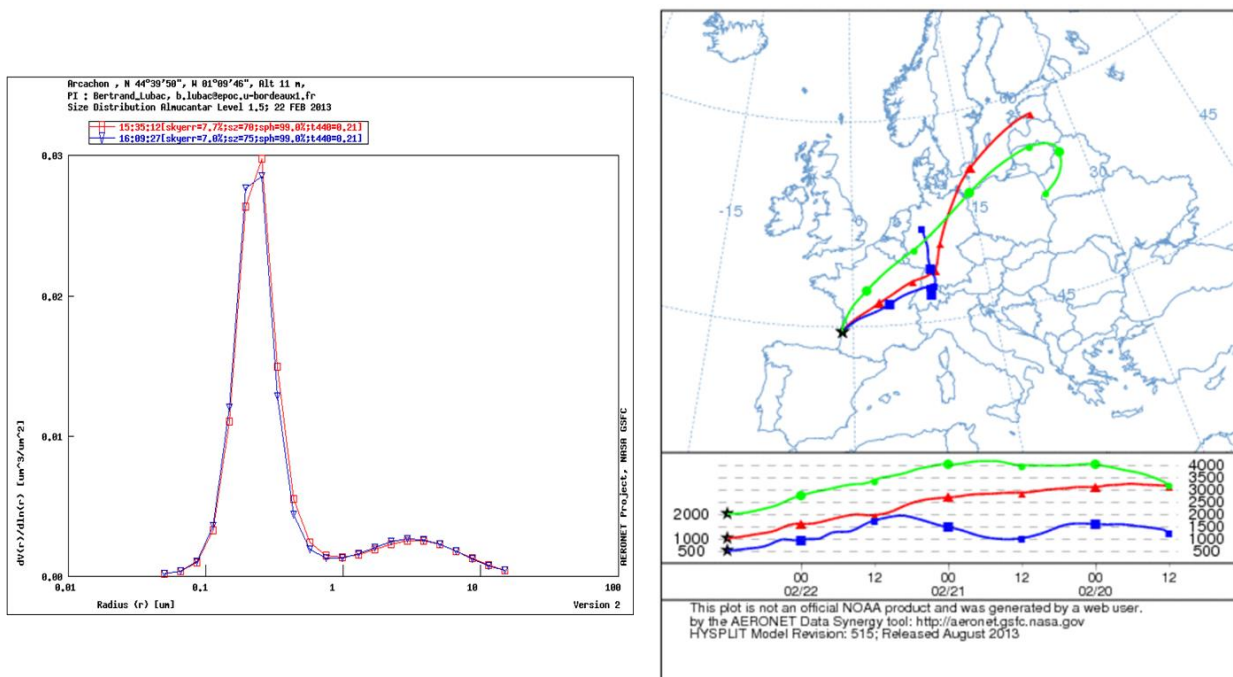 Arcachon , N 44°39'50", W 01°09'46", Alt 11 m,
PI : Bertrand_Lubac, b.lubac@epoc.u-bordeaux1.fr
Size Distribution Almucantar Level 1.5; 22 FEB 2013
15:35:12[skyerr=7.7%;sz=70;sph=99.0%;t440=0.21]
16:09:27[skyerr=7.0%;sz=75;sph=99.0%;t440=0.21]
0.03
0.02
0.01
0.00
dV(r)/dln(r) [um^3/um^2]
0.01
0.1
1
10
100
Radius (r) [um]
Version 2
AERONET Project, NASA GSFC
60
45
-15
30
15
45
2000
1000
500
4000
3500
3000
2500
2000
1500
1000
500
00
12
00
12
00
12
02/22
02/21
02/20
This plot is not an official NOAA product and was generated by a web user.
by the AERONET Data Synergy tool: http://aeronet.gsfc.nasa.gov
HYSPLIT Model Revision: 515; Released August 2013